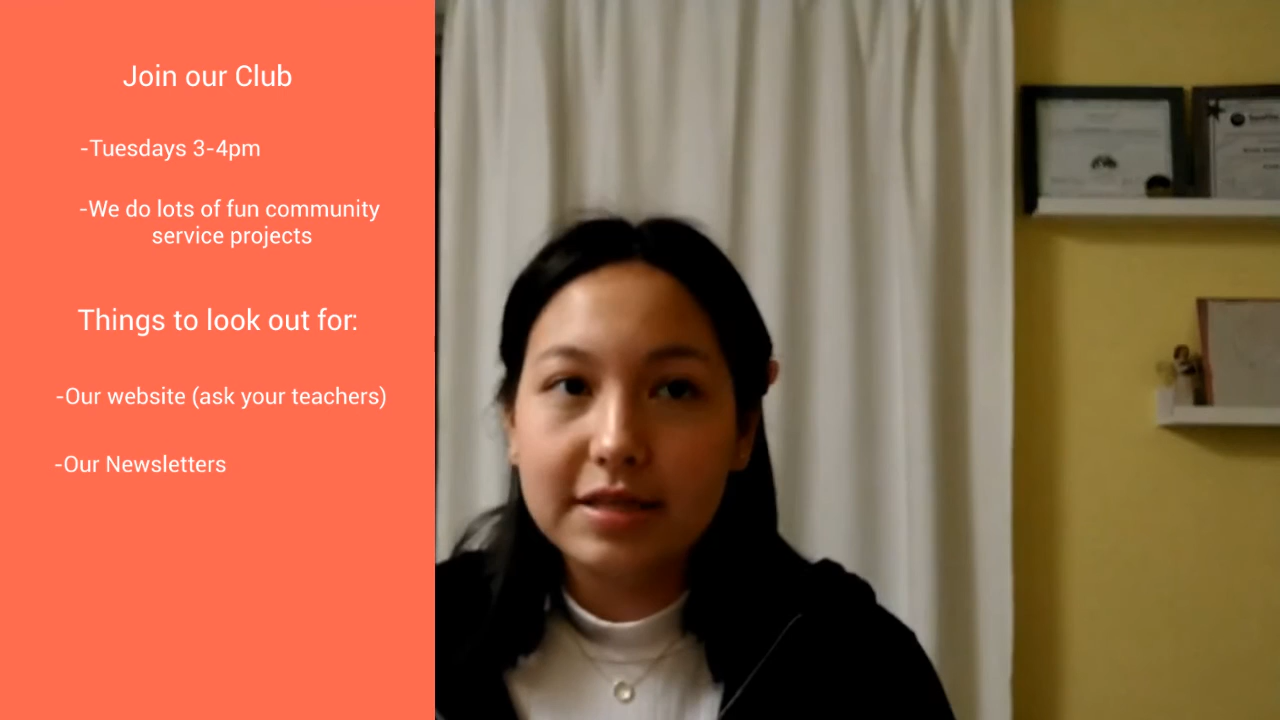 Join our Club
-Tuesdays 3-4pm
-We do lots of fun community
service projects
Things to look out for:
-Our website (ask your teachers)
-Our Newsletters